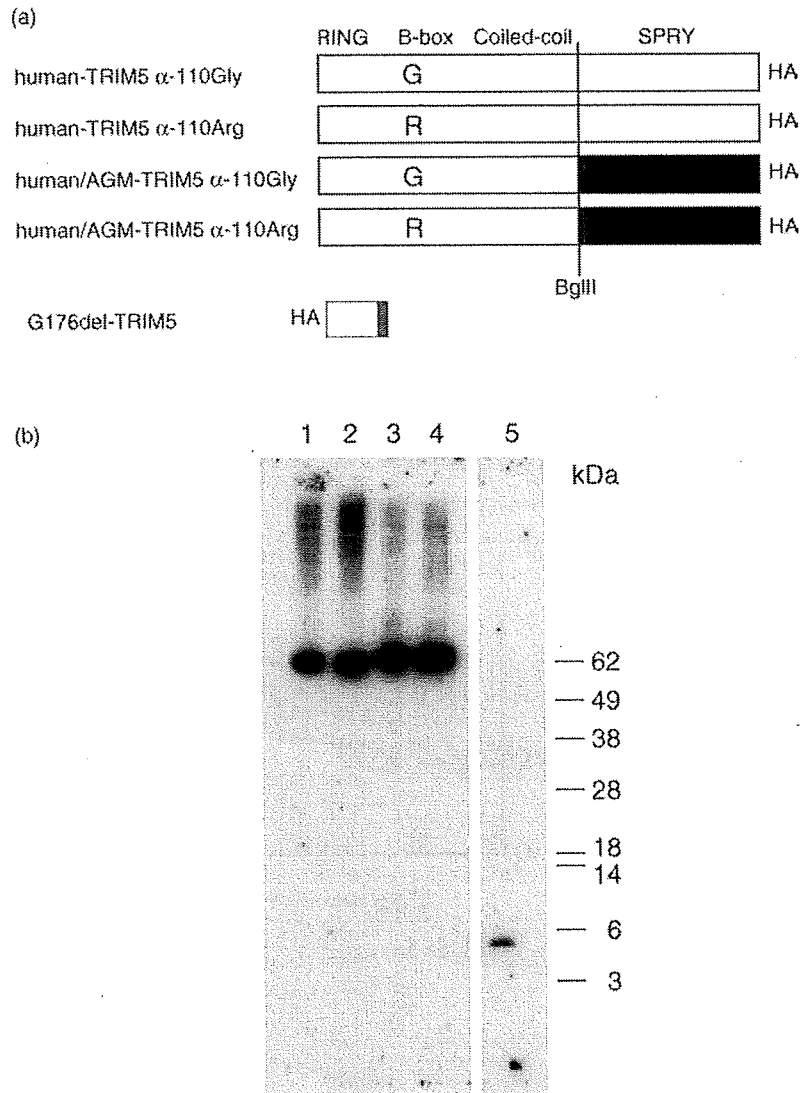 (a)
RING B-box Coiled-coil SPRY
human-TRIM5 α-110Gly G HA
human-TRIM5 α-110Arg R HA
human/AGM-TRIM5 α-110Gly G HA
human/AGM-TRIM5 α-110Arg R HA
BglII
G176del-TRIM5 HA
(b)
1 2 3 4 5
kDa
62
49
38
28
18
14
6
3